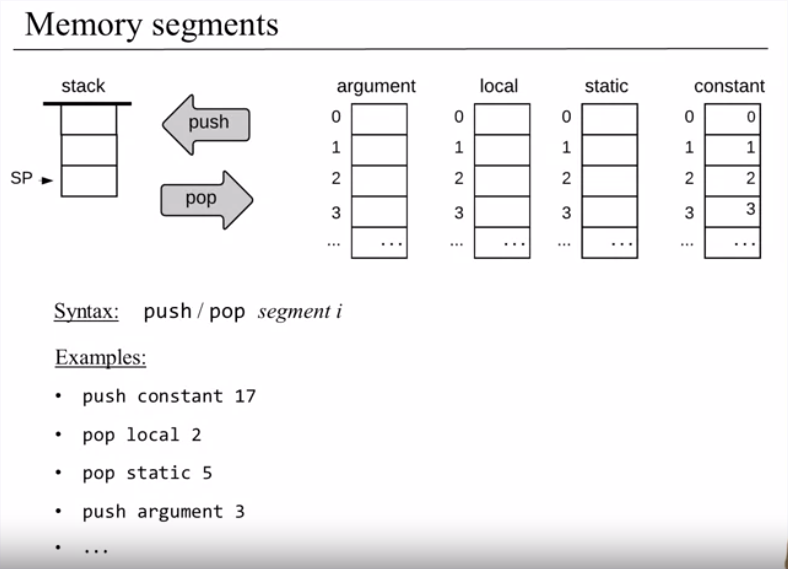 Memory segments
stack
push
pop
SP
argument
0
1
2
3
...
...
local
0
1
2
3
...
...
static
0
1
2
3
...
...
constant
0 0
1 1
2 2
3 3
... ...
Syntax: push / pop segment i
Examples:
• push constant 17
• pop local 2
• pop static 5
• push argument 3
• ...